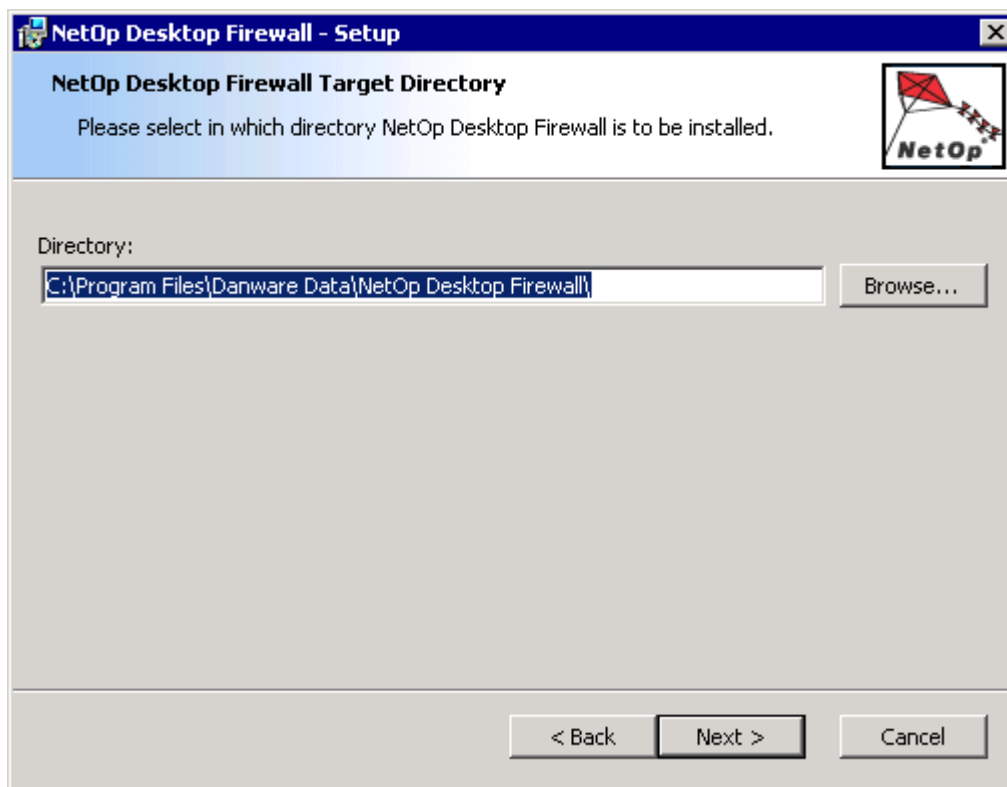 NetOp Desktop Firewall - Setup
NetOp Desktop Firewall Target Directory
Please select in which directory NetOp Desktop Firewall is to be installed.
NetOp®
Directory:
C:\Program Files\Danware Data\NetOp Desktop Firewall\
Browse...
< Back
Next >
Cancel